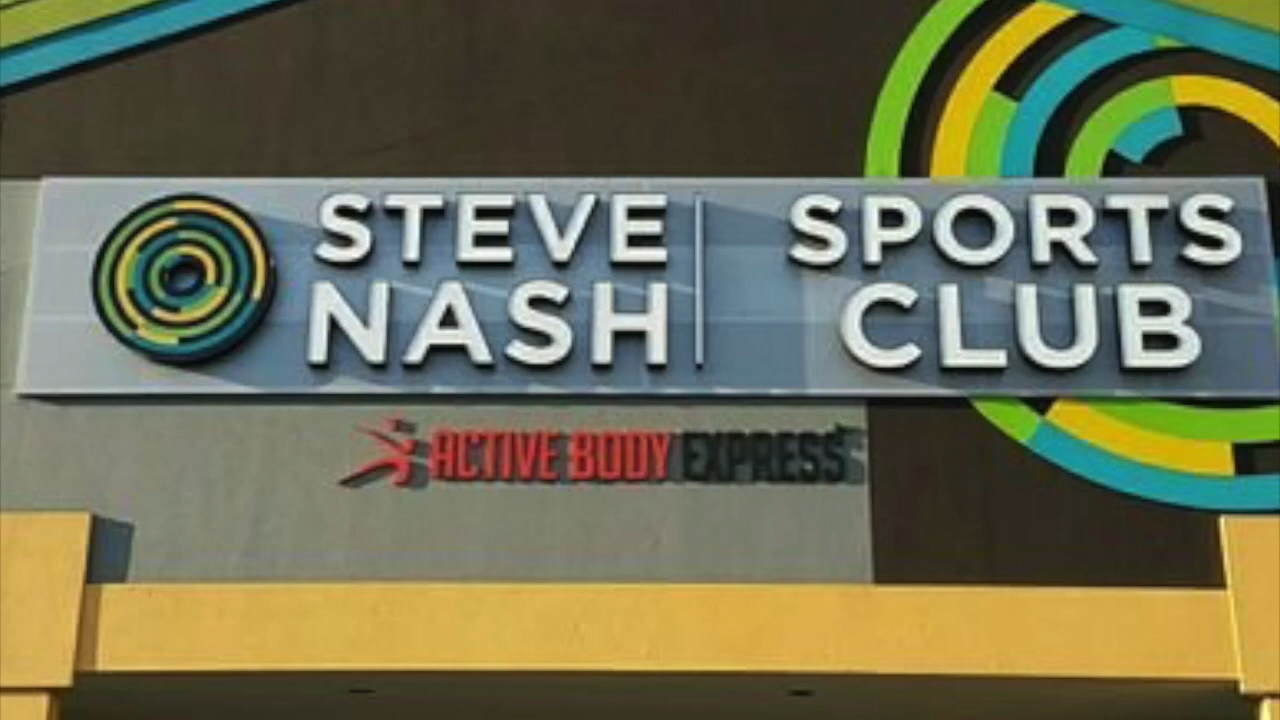 STEVE
NASH
SPORTS
CLUB
ACTIVE BODY EXPRESS